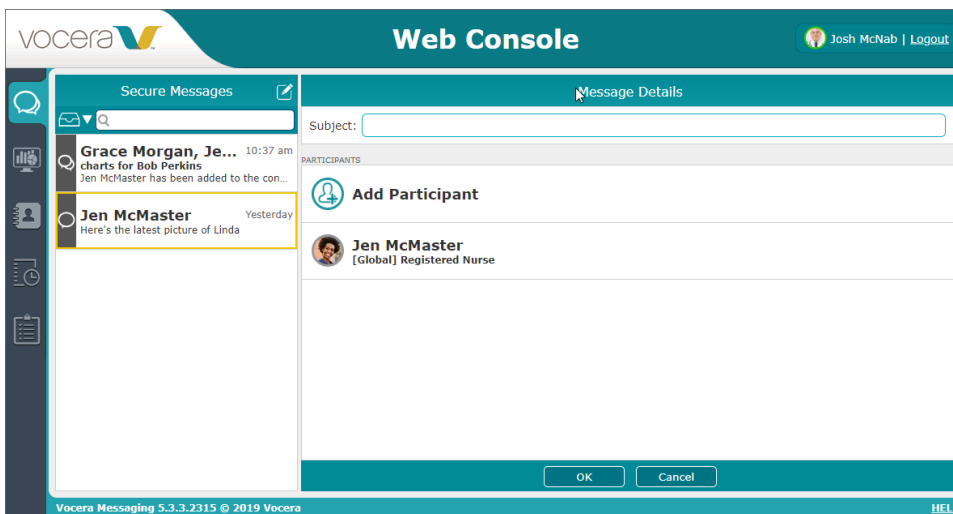 vocera
Web Console
Josh McNab | Logout
Secure Messages
Grace Morgan, Je... 10:37 am
charts for Bob Perkins
Jen McMaster has been added to the con...
Jen McMaster Yesterday
Here's the latest picture of Linda
Message Details
Subject:
PARTICIPANTS
Add Participant
Jen McMaster
[Global] Registered Nurse
OK Cancel
Vocera Messaging 5.3.3.2315 © 2019 Vocera
HEL